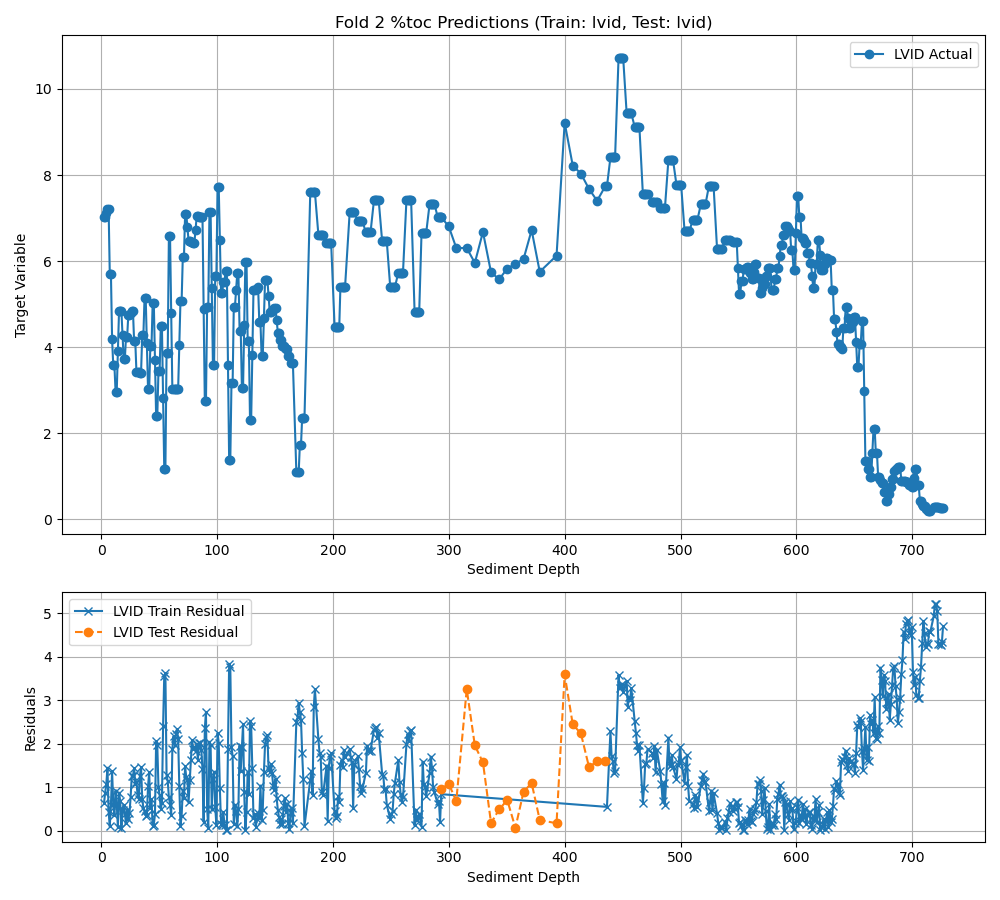 Fold 2 %toc Predictions (Train: lvid, Test: lvid)
LVID Actual
Target Variable
10
8
6
4
2
0
0 100 200 300 400 500 600 700
Sediment Depth
LVID Train Residual
LVID Test Residual
Residuals
5
4
3
2
1
0
0 100 200 300 400 500 600 700
Sediment Depth